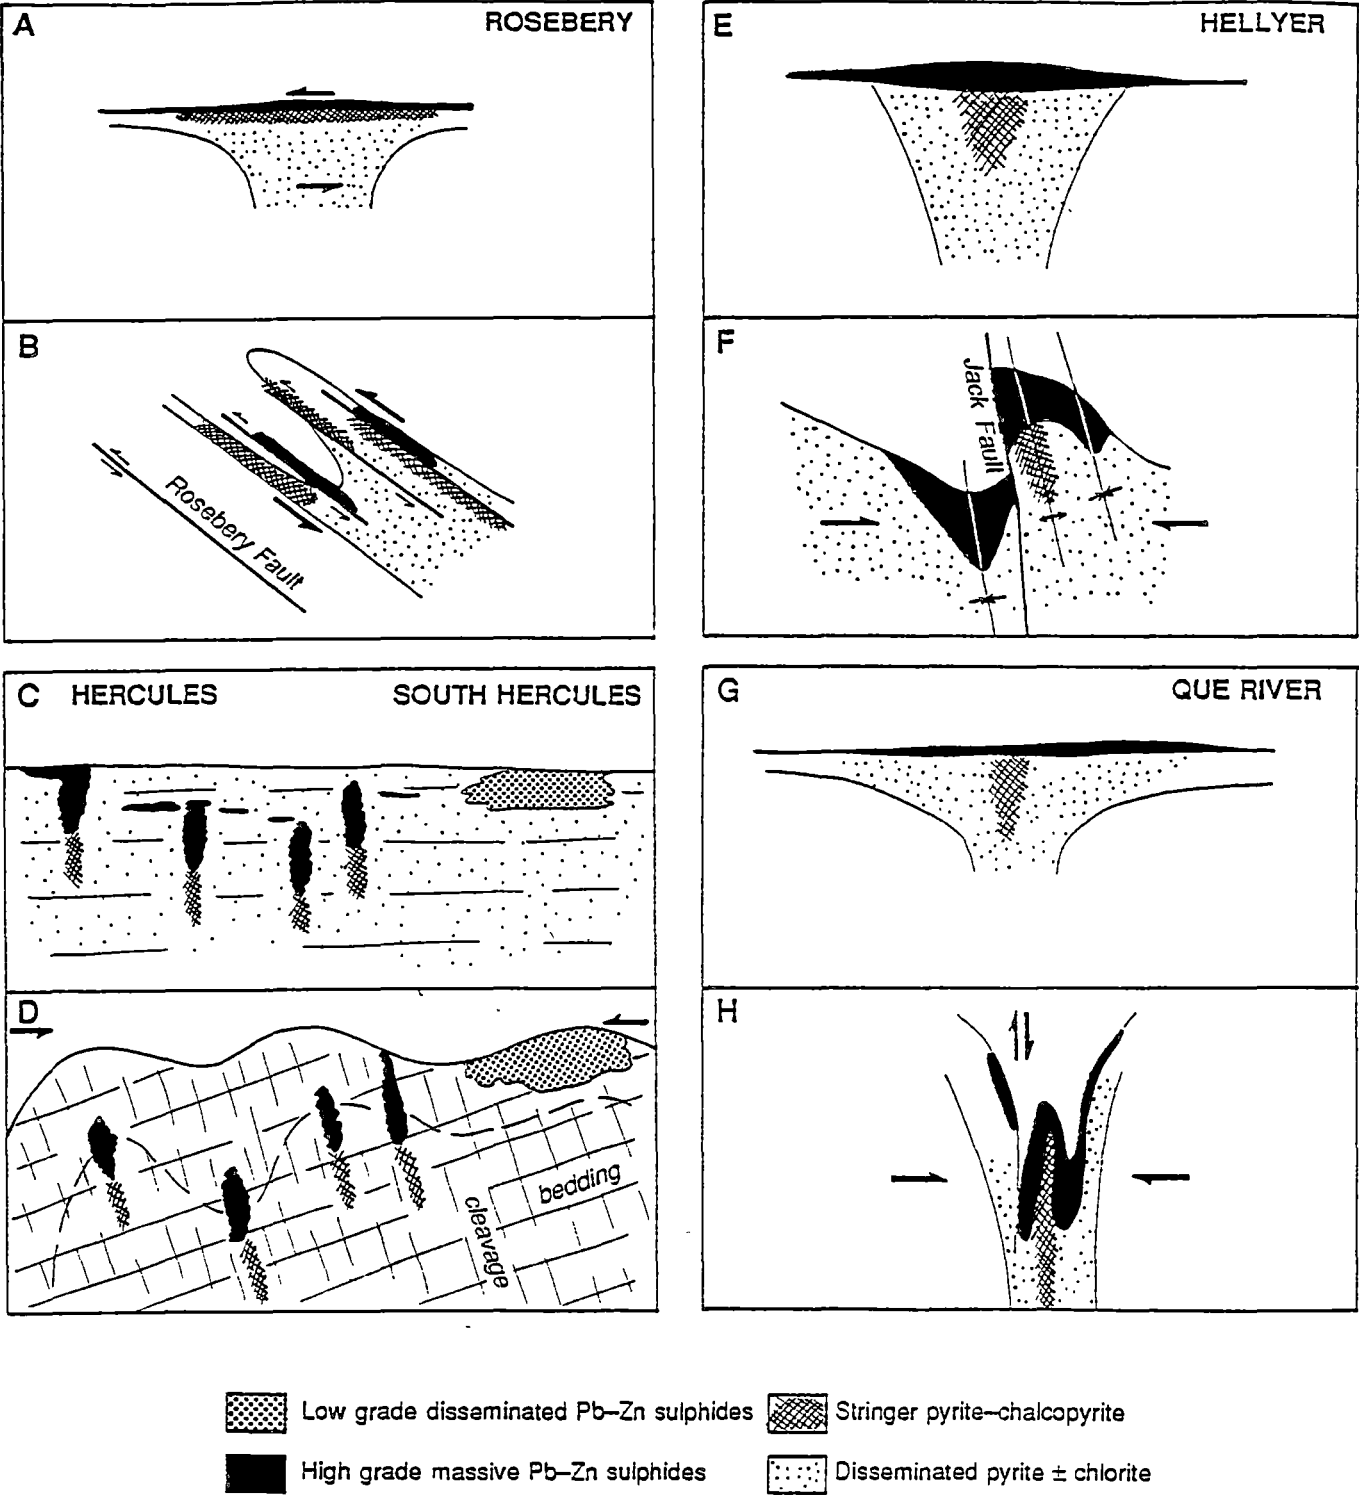 A ROSEBERY
B
Rosebery Fault
C HERCULES SOUTH HERCULES
D
cleavage
bedding
E HELLYER
F
Jack Fault
G QUE RIVER
H
Low grade disseminated Pb–Zn sulphides
High grade massive Pb–Zn sulphides
Stringer pyrite–chalcopyrite
Disseminated pyrite ± chlorite